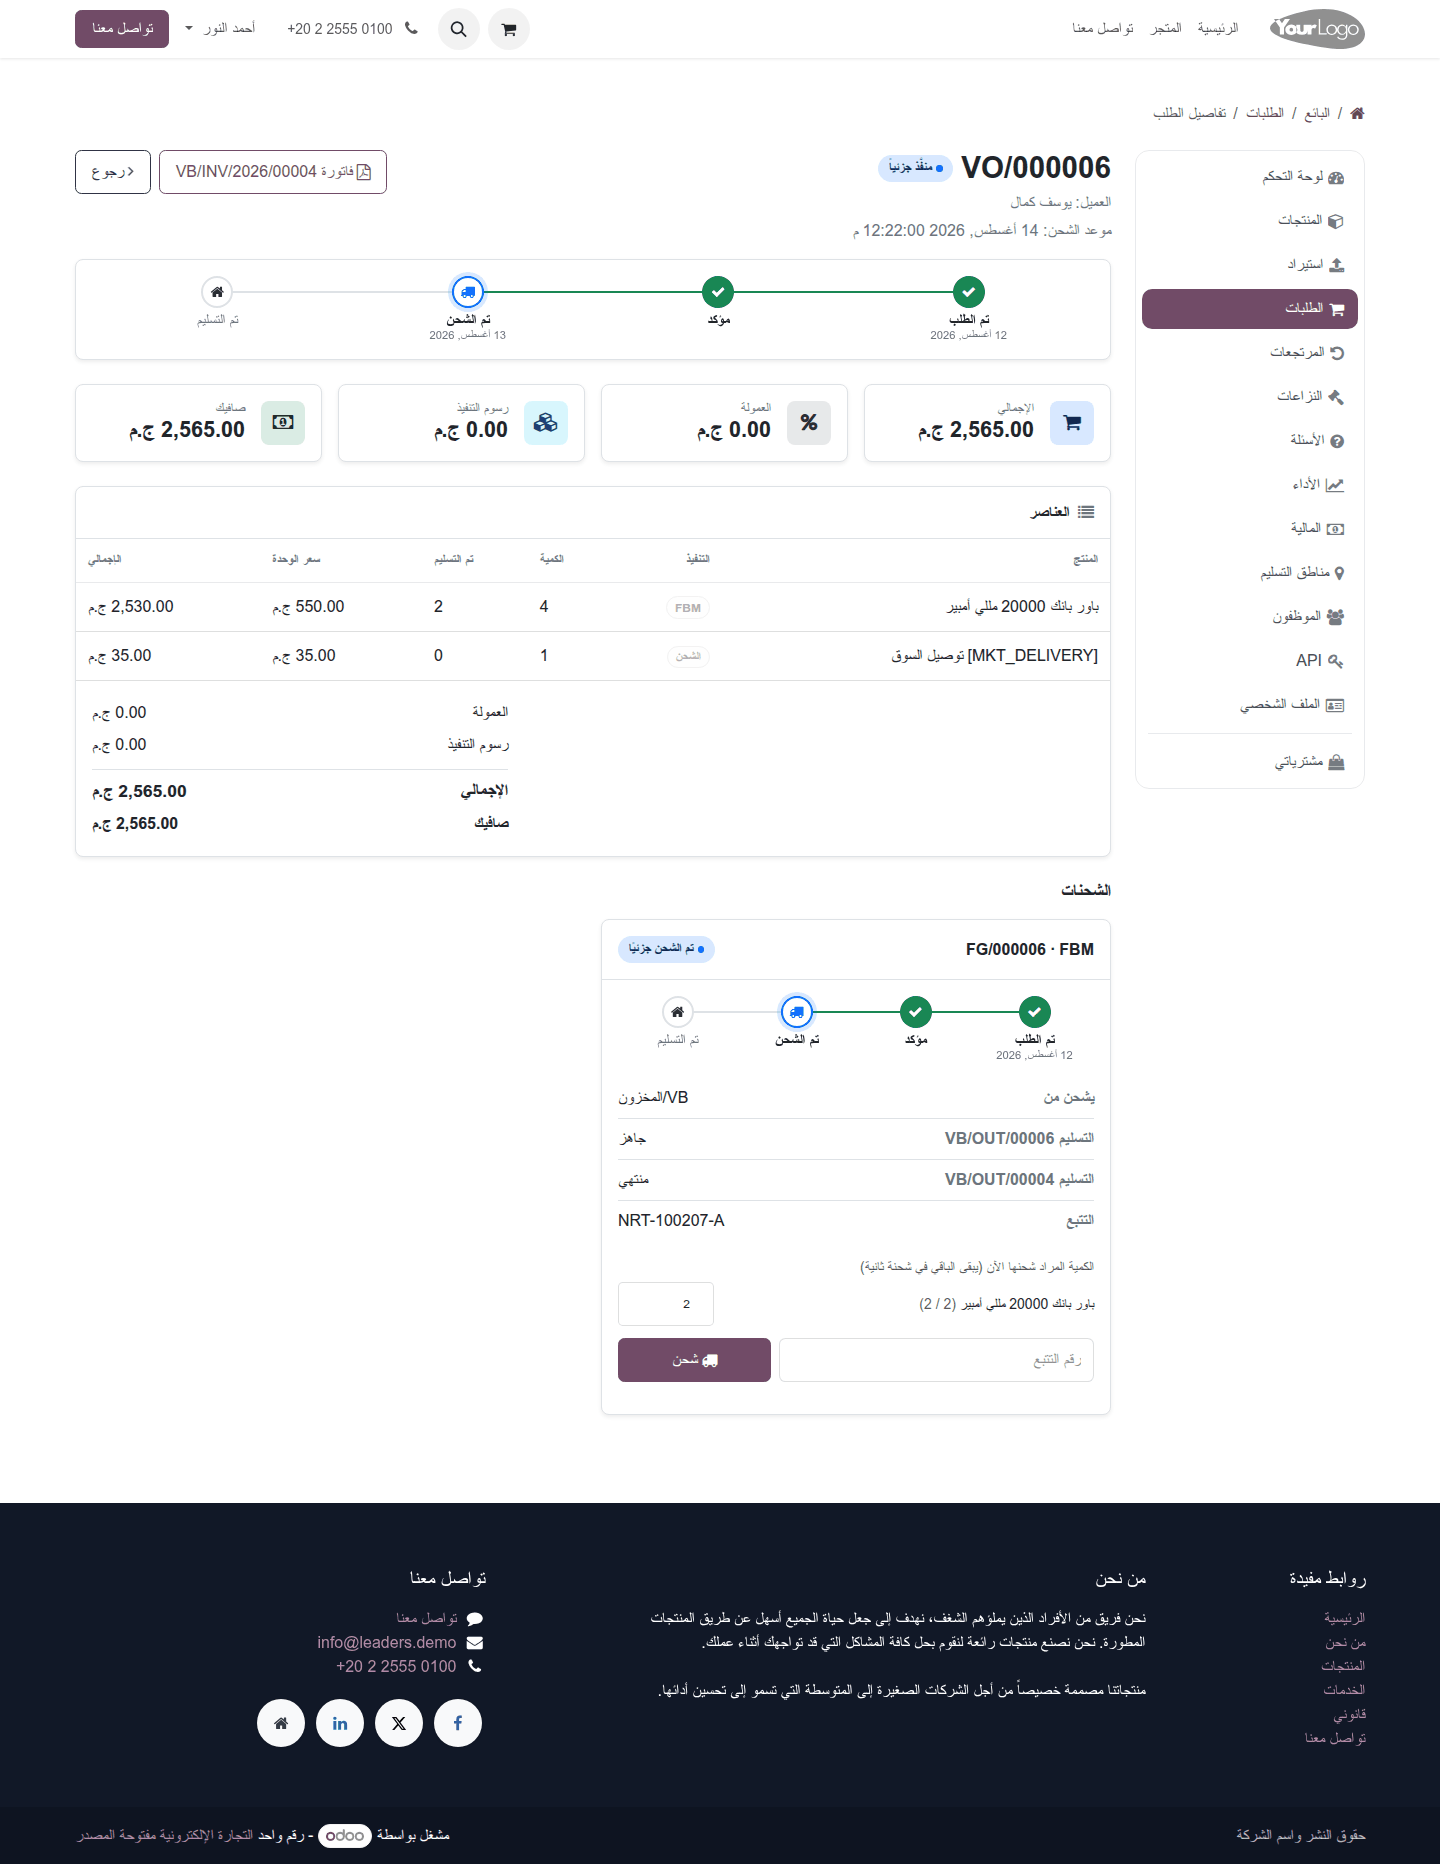 YourLogo
الرئيسية
المتجر
تواصل معنا
+20 2 2555 0100
أحمد النور
تواصل معنا
/ البائع / الطلبات / تفاصيل الطلب
لوحة التحكم
المنتجات
استيراد
الطلبات
المرتجعات
النزاعات
الأسئلة
الأداء
المالية
مناطق التسليم
الموظفون
API
الملف الشخصي
مشترياتي
VO/000006
منفّذ جزئياً
العميل: يوسف كمال
موعد الشحن: 14 أغسطس, 2026 12:22:00 م
فاتورة VB/INV/2026/00004
رجوع
تم الطلب
12 أغسطس, 2026
مؤكد
تم الشحن
13 أغسطس, 2026
تم التسليم
الإجمالي
2,565.00 ج.م
العمولة
0.00 ج.م
رسوم التنفيذ
0.00 ج.م
صافيك
2,565.00 ج.م
العناصر
المنتج التنفيذ الكمية تم التسليم سعر الوحدة الإجمالي
باور بانك 20000 مللي أمبير FBM 4 2 550.00 ج.م 2,530.00 ج.م
[MKT_DELIVERY] توصيل السوق الشحن 1 0 35.00 ج.م 35.00 ج.م
العمولة 0.00 ج.م
رسوم التنفيذ 0.00 ج.م
الإجمالي 2,565.00 ج.م
صافيك 2,565.00 ج.م
الشحنات
FG/000006 · FBM
تم الشحن جزئيًا
تم الطلب
12 أغسطس, 2026
مؤكد
تم الشحن
تم التسليم
يشحن من VB/المخزون
التسليم VB/OUT/00006 جاهز
التسليم VB/OUT/00004 منتهي
التتبع NRT-100207-A
الكمية المراد شحنها الآن (يبقى الباقي في شحنة ثانية)
باور بانك 20000 مللي أمبير (2 / 2) 2
رقم التتبع
شحن
روابط مفيدة
الرئيسية
من نحن
المنتجات
الخدمات
قانوني
تواصل معنا
من نحن
نحن فريق من الأفراد الذين يملؤهم الشغف، نهدف إلى جعل حياة الجميع أسهل عن طريق المنتجات
المطورة. نحن نصنع منتجات رائعة لنقوم بحل كافة المشاكل التي قد تواجهك أثناء عملك.
منتجاتنا مصممة خصيصاً من أجل الشركات الصغيرة إلى المتوسطة التي تسمو إلى تحسين أدائها.
تواصل معنا
تواصل معنا
info@leaders.demo
+20 2 2555 0100
حقوق النشر واسم الشركة
مشغل بواسطة odoo - رقم واحد التجارة الإلكترونية مفتوحة المصدر